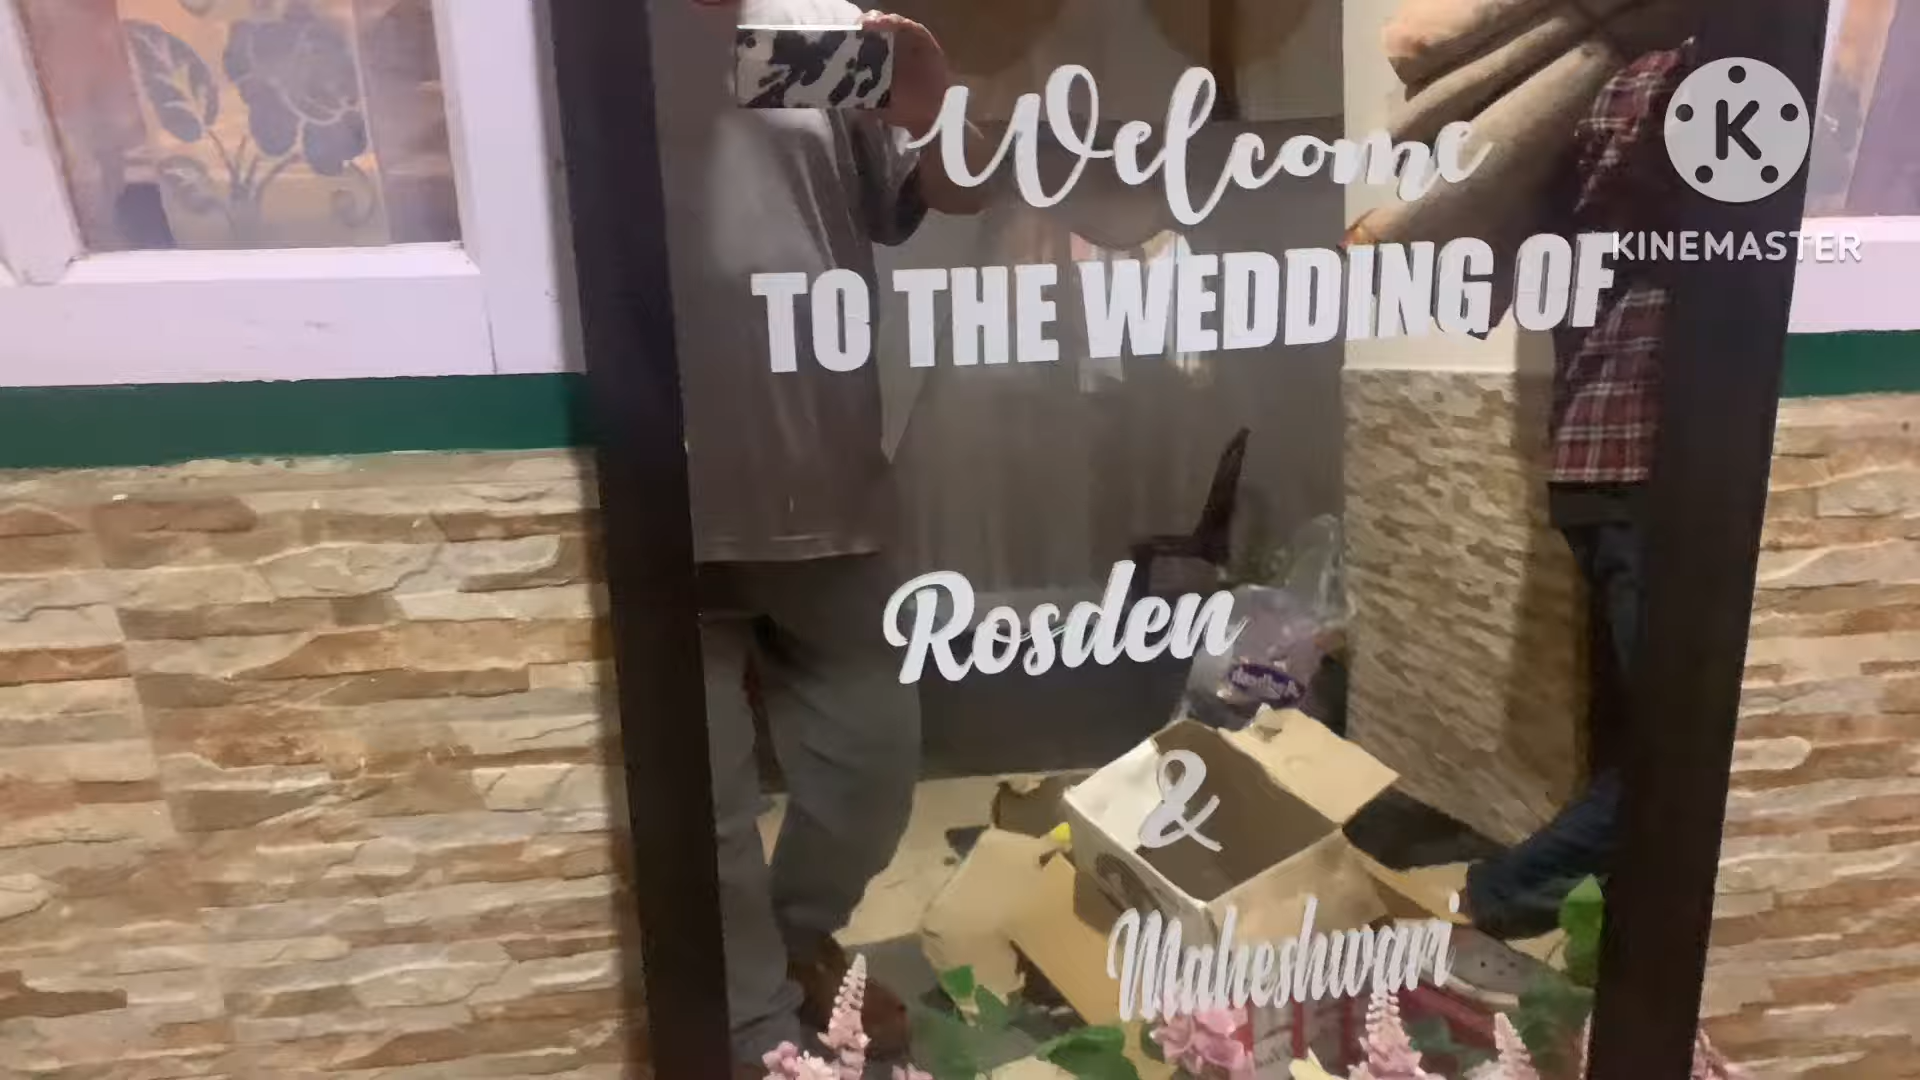 Welcome
TO THE WEDDING OF
Rosden
&
Maheshwari
K
KINEMASTER